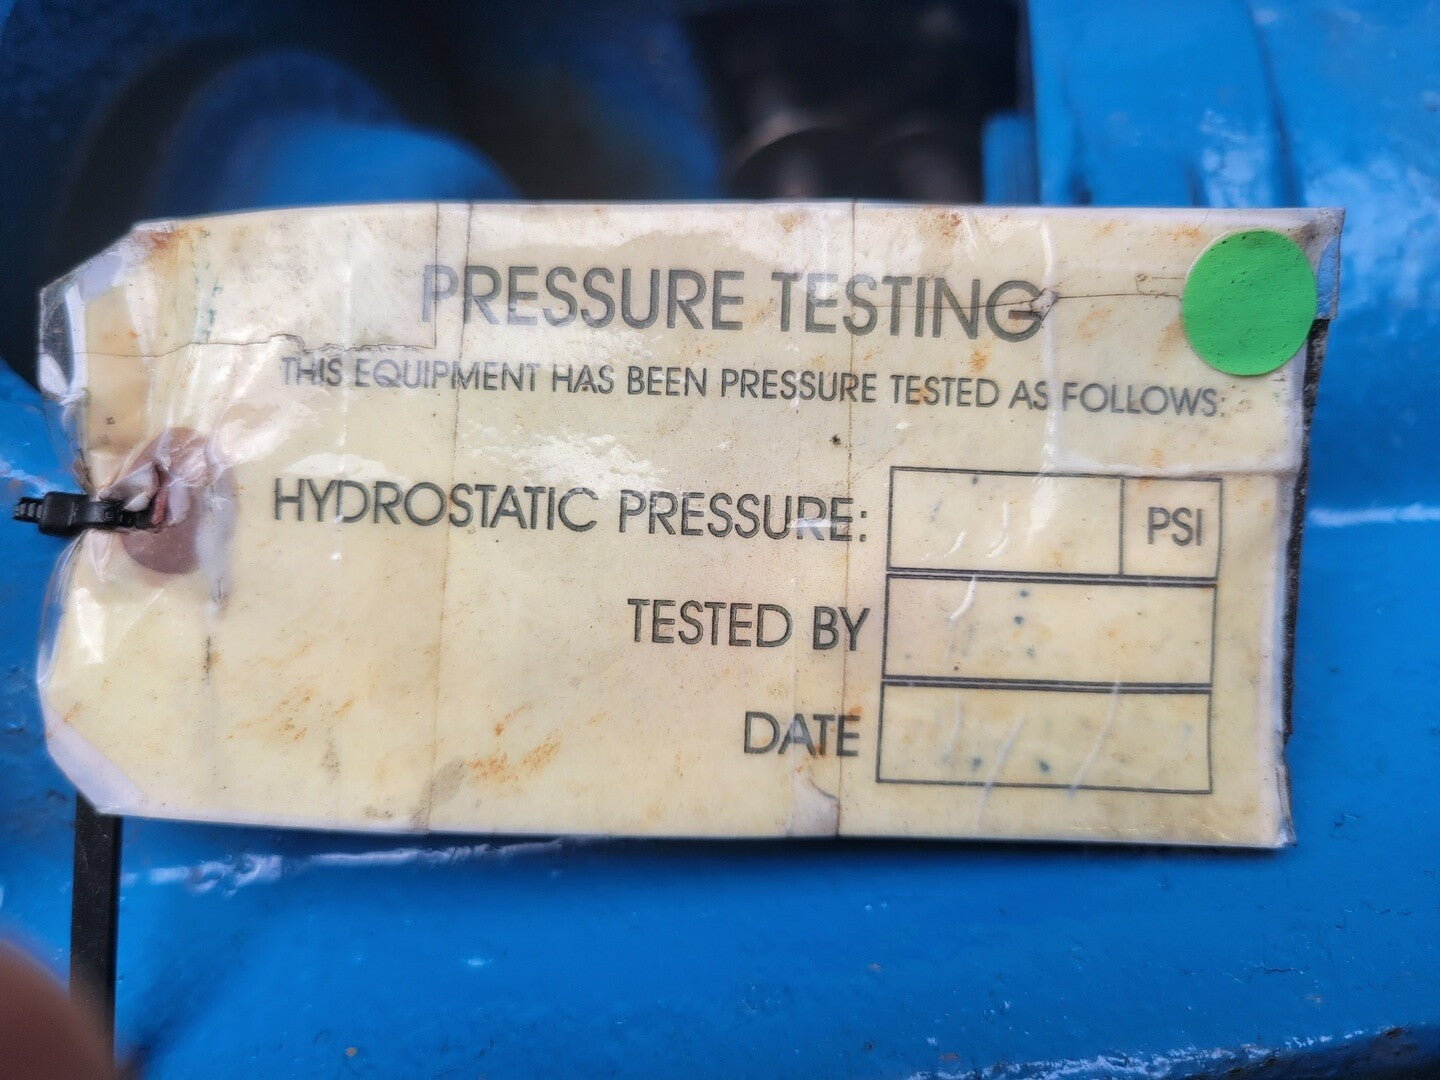 PRESSURE TESTING
THIS EQUIPMENT HAS BEEN PRESSURE TESTED AS FOLLOWS:
HYDROSTATIC PRESSURE: PSI
TESTED BY
DATE